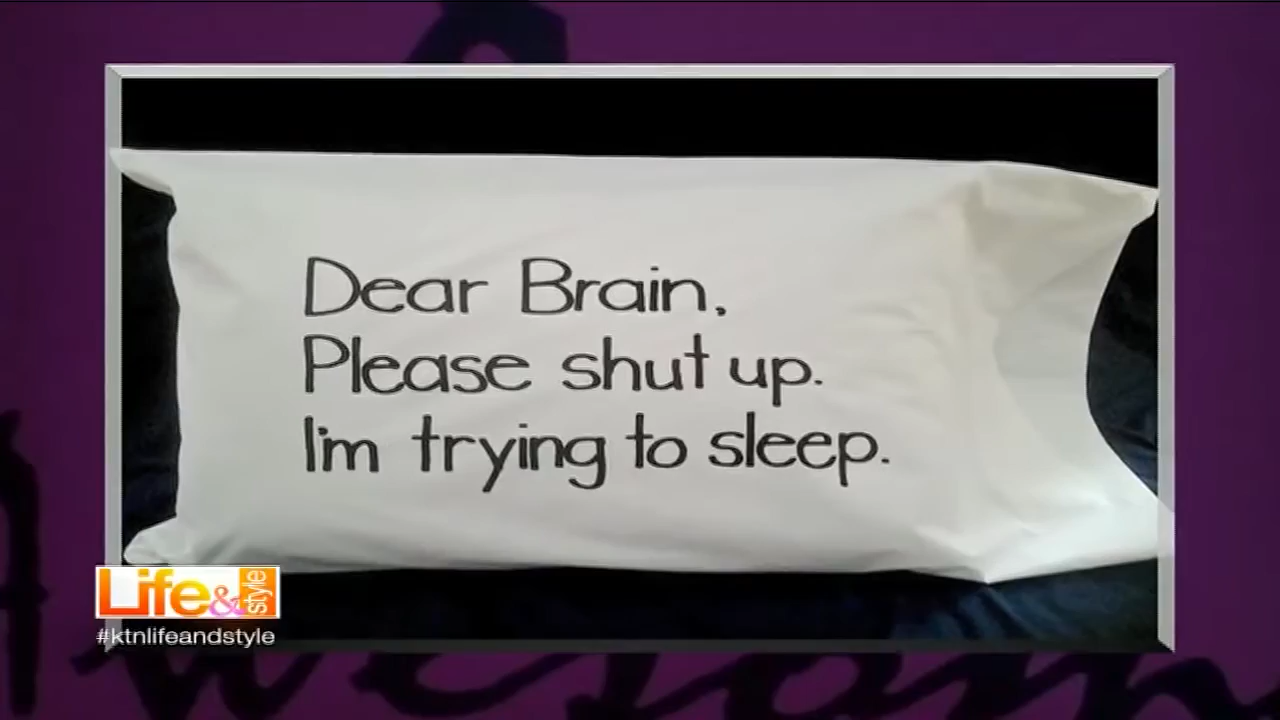 Dear Brain,
Please shut up.
I'm trying to sleep.
Life & style
#ktnlifeandstyle